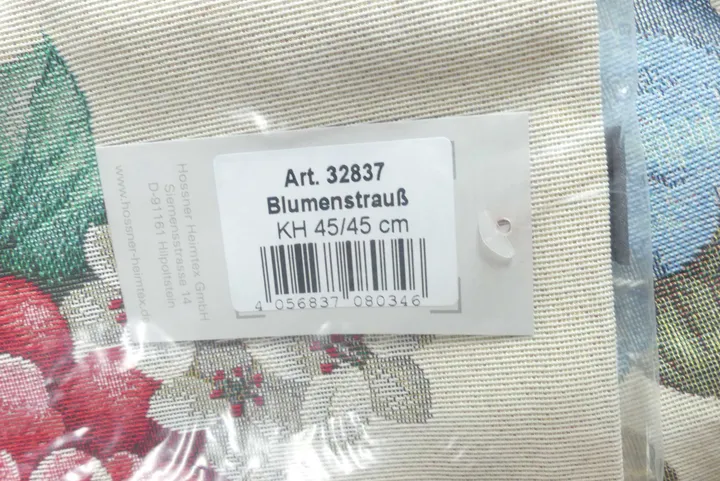 Art. 32837
Blumenstrauß
KH 45/45 cm
4 056837 080346
Hossner Heimtex GmbH
Siemensstrasse 14
D-91161 Hilpoltstein
www.hossner-heimtex.de